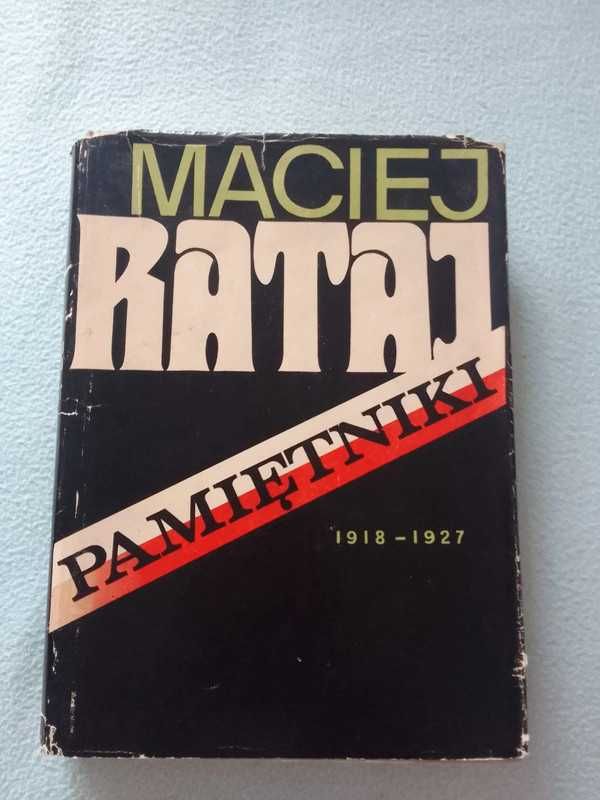 MACIEJ
RATAJ
PAMIĘTNIKI
1918 - 1927